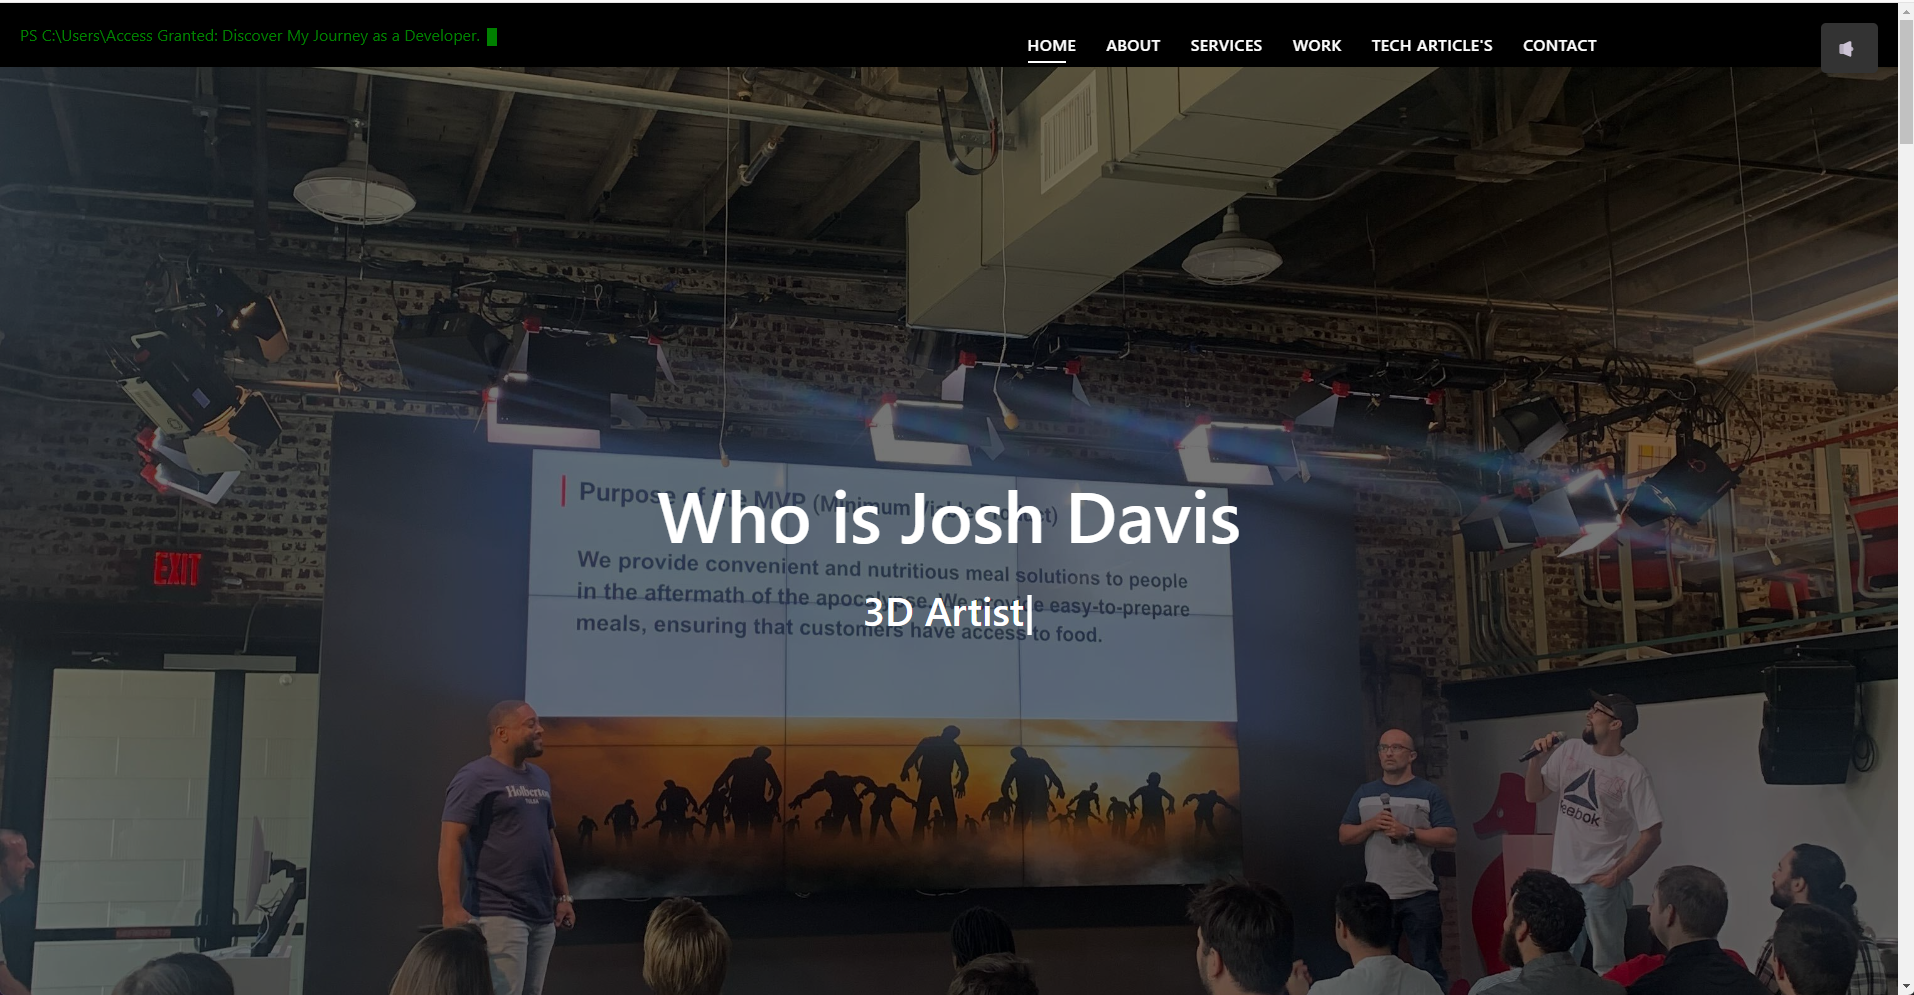 PS C:\Users\Access Granted: Discover My Journey as a Developer.
HOME ABOUT SERVICES WORK TECH ARTICLE'S CONTACT
Purpose of the MVP (Minimum Viable Product)
Who is Josh Davis
We provide convenient and nutritious meal solutions to people
in the aftermath of the apocalypse. We provide easy-to-prepare
meals, ensuring that customers have access to food.
3D Artist
EXIT
Holberton
TULSA
Reebok